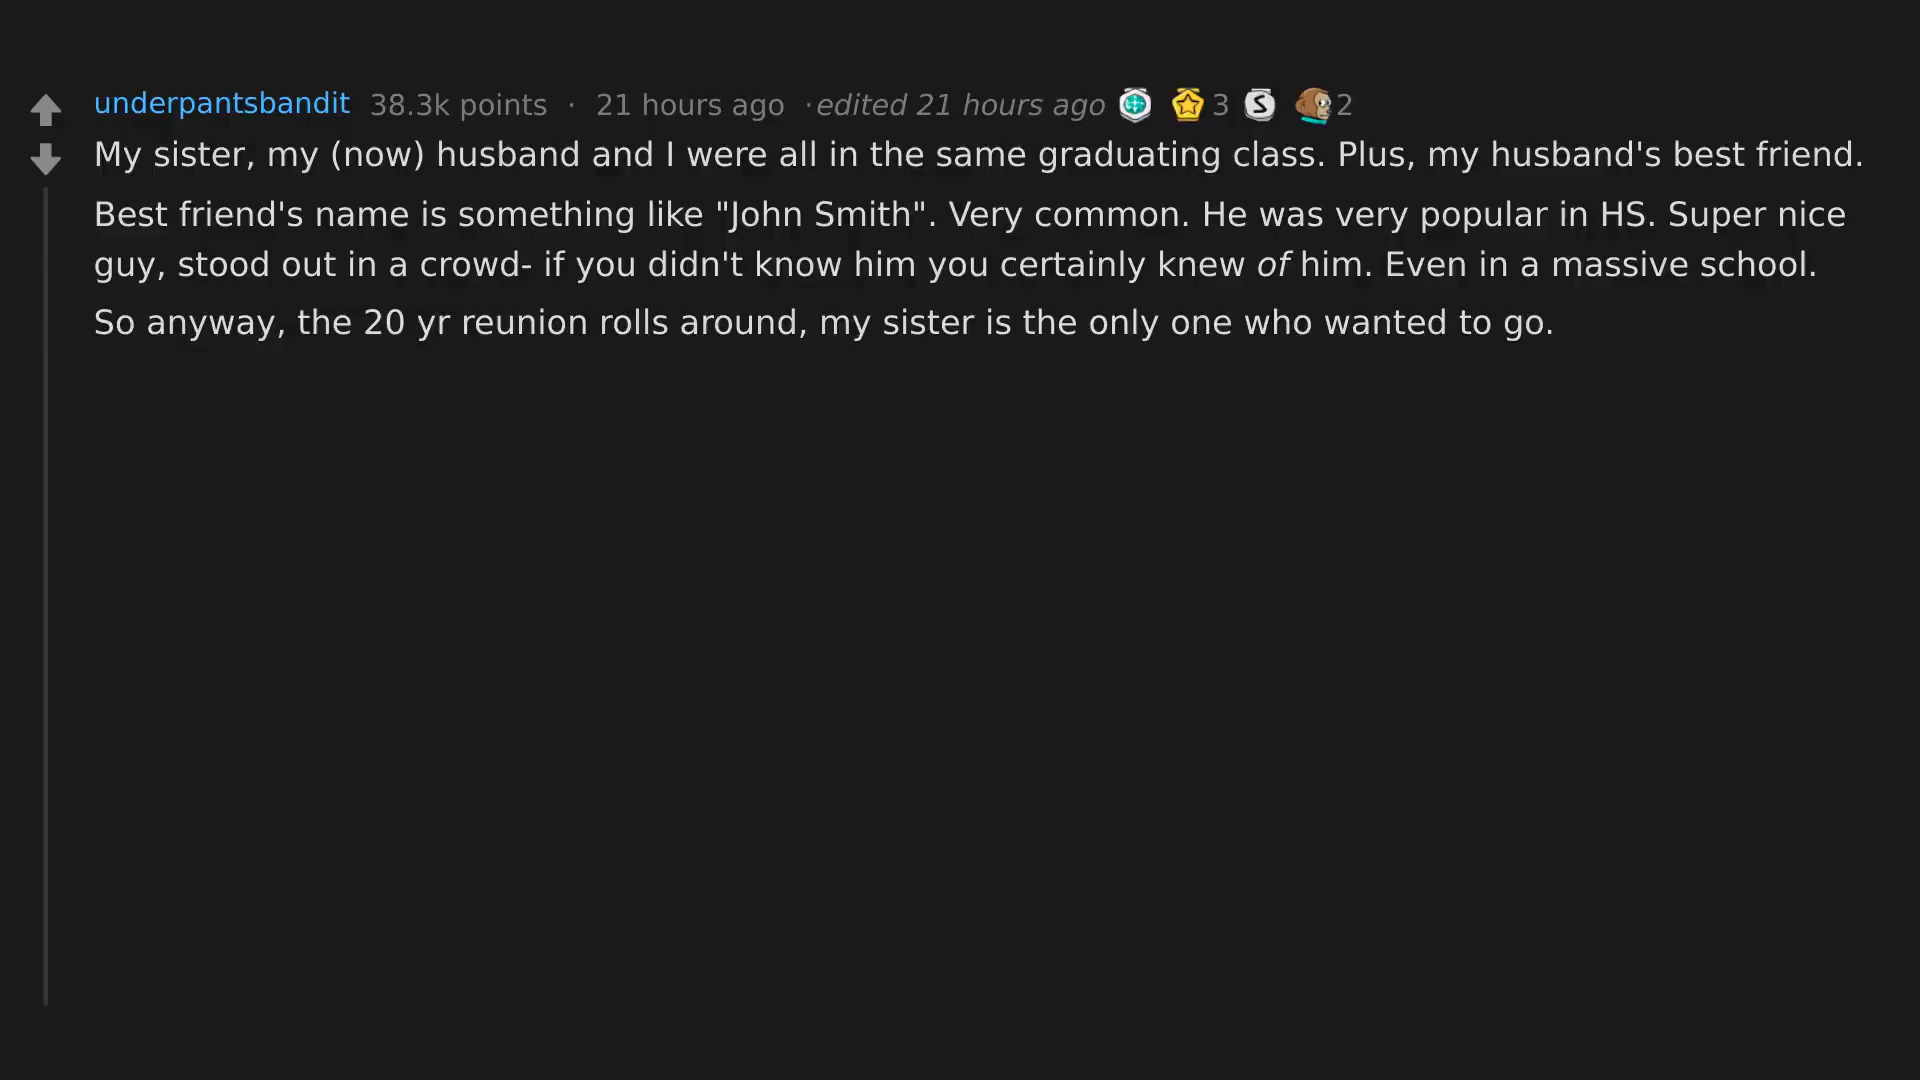 underpantsbandit 38.3k points · 21 hours ago · edited 21 hours ago 3 S 2
My sister, my (now) husband and I were all in the same graduating class. Plus, my husband's best friend.
Best friend's name is something like "John Smith". Very common. He was very popular in HS. Super nice
guy, stood out in a crowd- if you didn't know him you certainly knew of him. Even in a massive school.
So anyway, the 20 yr reunion rolls around, my sister is the only one who wanted to go.